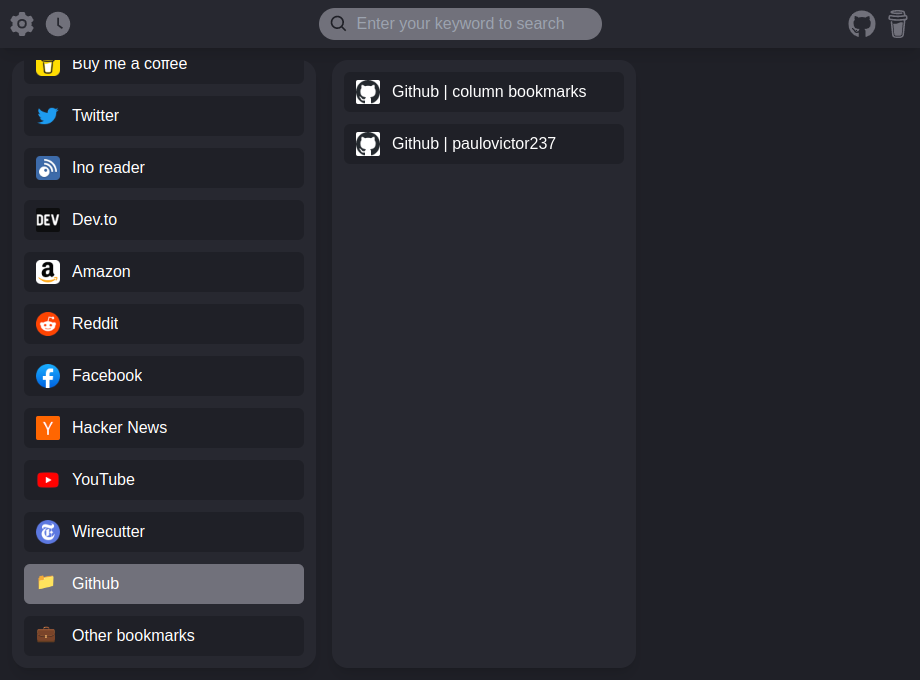 Enter your keyword to search
Buy me a coffee
Twitter
Ino reader
DEV Dev.to
a Amazon
Reddit
Facebook
Y Hacker News
YouTube
Wirecutter
Github
Other bookmarks
Github | column bookmarks
Github | paulovictor237